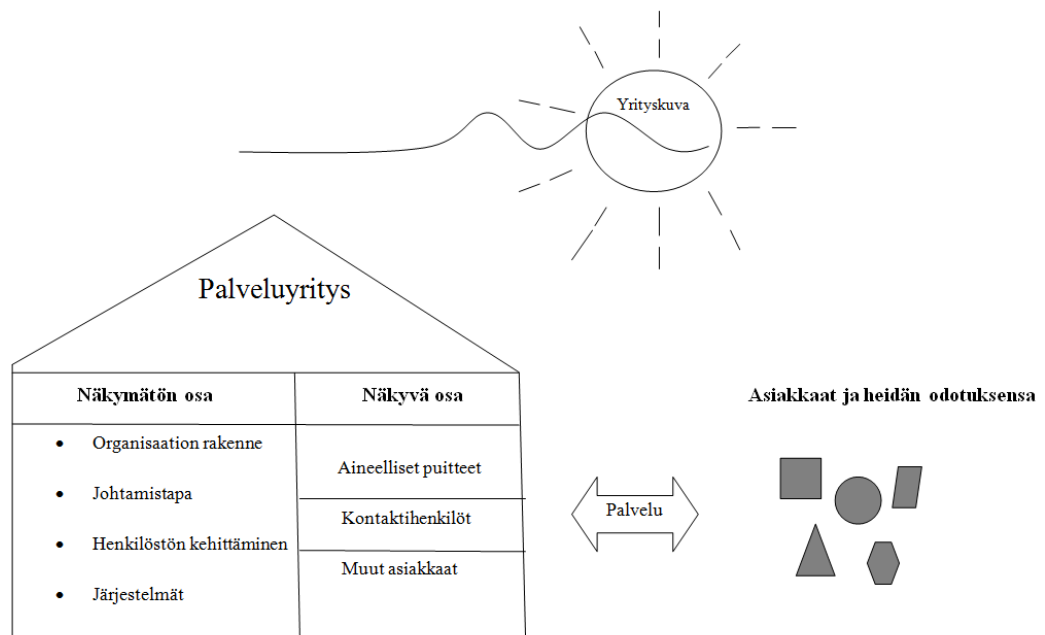 Yrityskuva
Palveluyritys
Näkymätön osa
Näkyvä osa
Asiakkaat ja heidän odotuksensa
Organisaation rakenne
Johtamistapa
Henkilöstön kehittäminen
Järjestelmät
Aineelliset puitteet
Kontaktihenkilöt
Muut asiakkaat
Palvelu